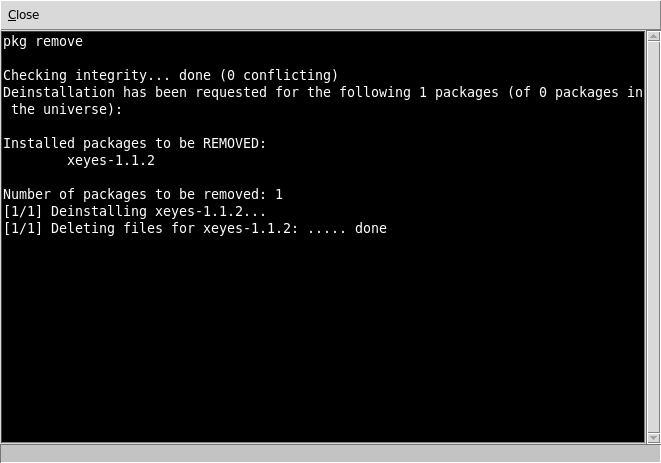 Close
pkg remove
Checking integrity... done (0 conflicting)
Deinstallation has been requested for the following 1 packages (of 0 packages in
 the universe):
Installed packages to be REMOVED:
        xeyes-1.1.2
Number of packages to be removed: 1
[1/1] Deinstalling xeyes-1.1.2...
[1/1] Deleting files for xeyes-1.1.2: ..... done